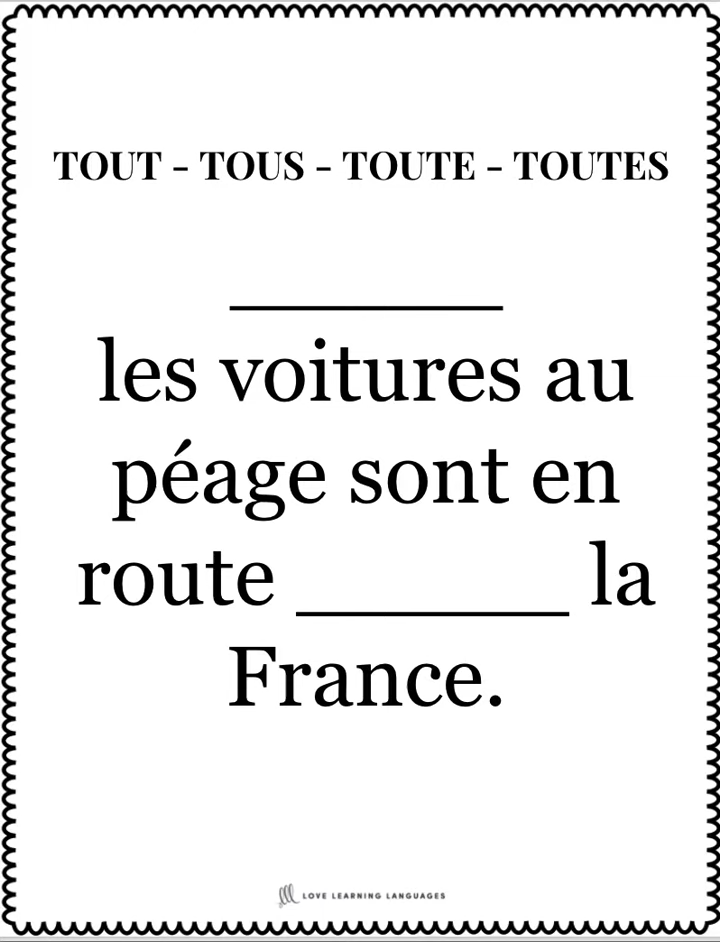 TOUT - TOUS - TOUTE - TOUTES
______
les voitures au
péage sont en
route ______ la
France.
LOVE LEARNING LANGUAGES